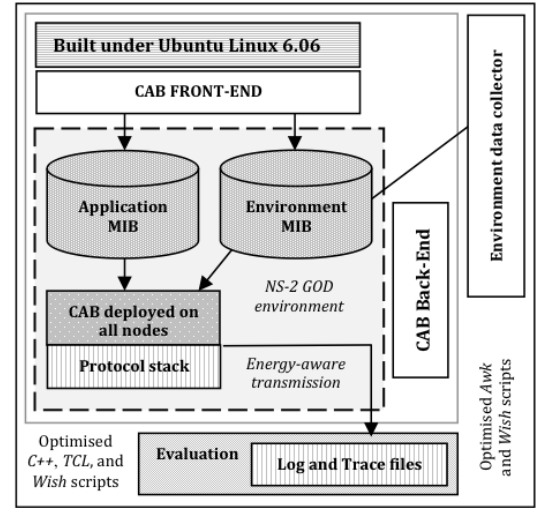 Built under Ubuntu Linux 6.06
CAB FRONT-END
Application
MIB
Environment
MIB
NS-2 GOD
environment
CAB deployed on
all nodes
Protocol stack
Energy-aware
transmission
CAB Back-End
Environment data collector
Optimised
C++, TCL, and
Wish scripts
Evaluation
Log and Trace files
Optimised Awk
and Wish scripts